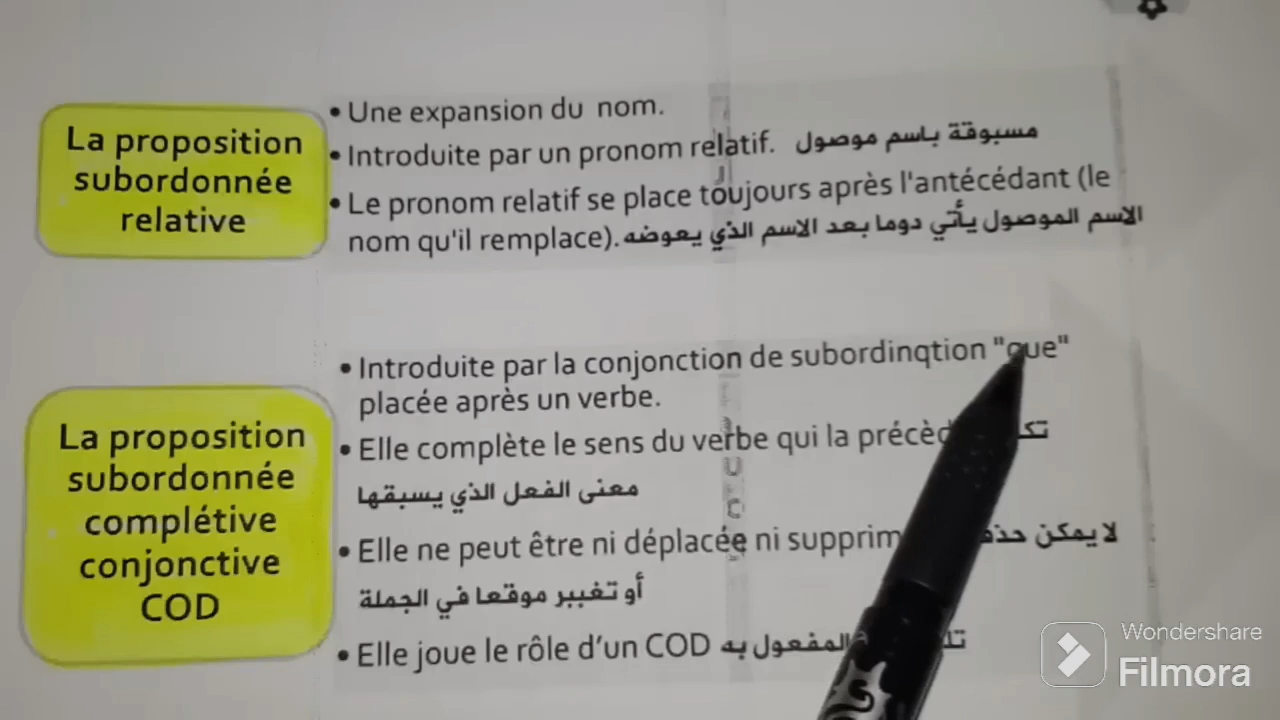 La proposition
subordonnée
relative
• Une expansion du nom.
• Introduite par un pronom relatif. مسبوقة باسم موصول
• Le pronom relatif se place toujours après l'antécédant (le
nom qu'il remplace). الاسم الموصول يأتي دوما بعد الاسم الذي يعوضه
La proposition
subordonnée
complétive
conjonctive
COD
• Introduite par la conjonction de subordinqtion "que"
placée après un verbe.
• Elle complète le sens du verbe qui la
معنى الفعل الذي يسبقها
• Elle ne peut être ni déplacée ni لا يمكن
أو تغيير موقعا في الجملة
• Elle joue le rôle d'un COD المفعول به
Wondershare
Filmora